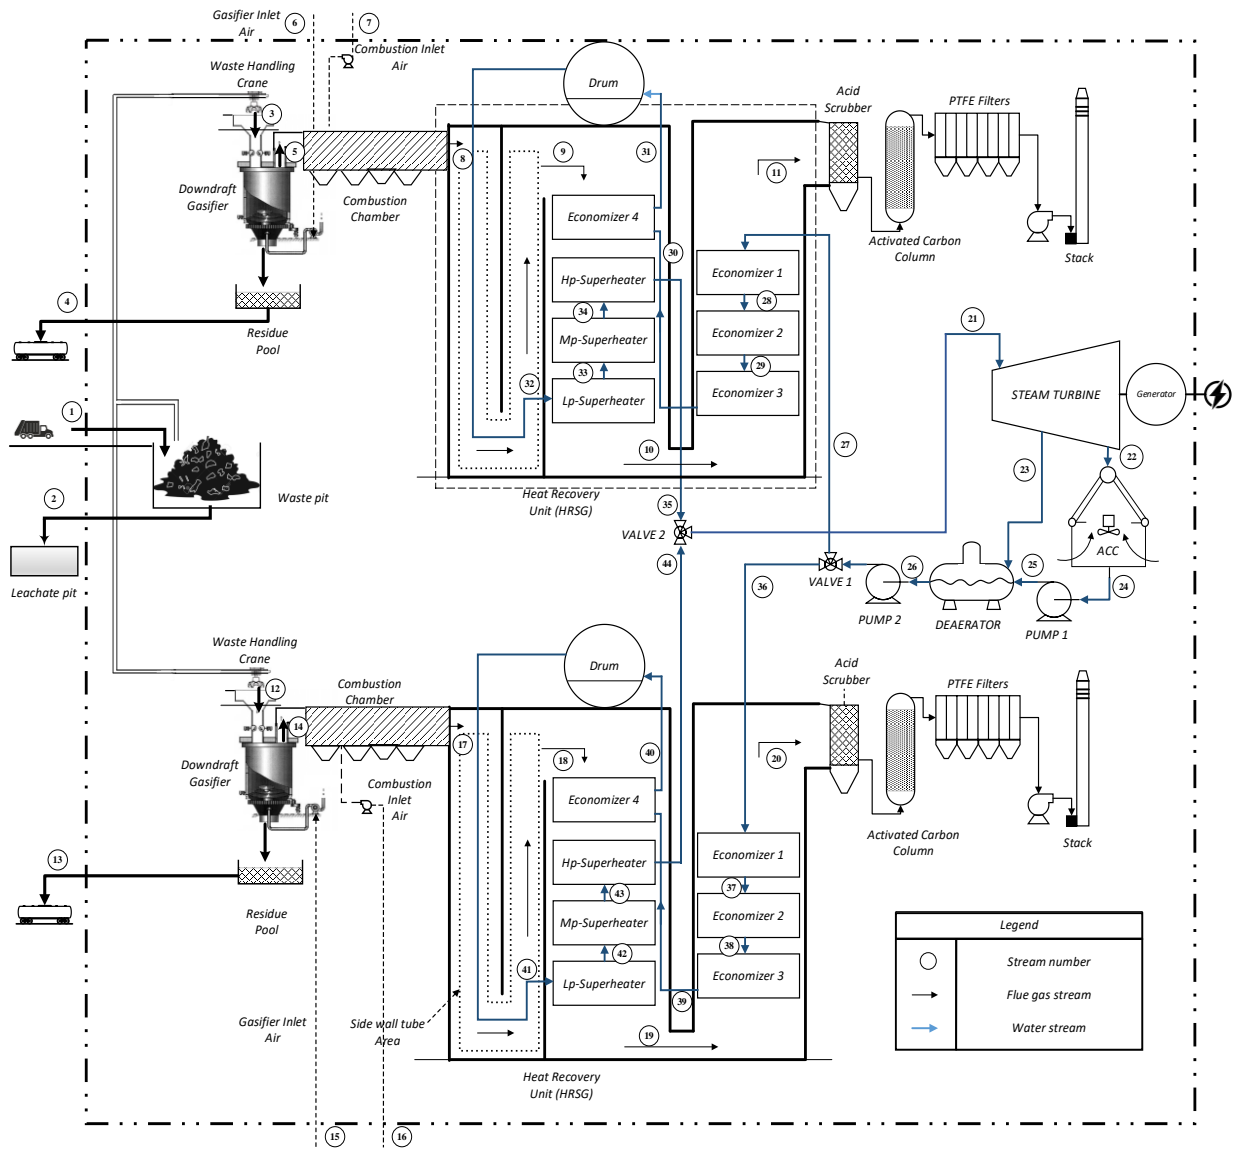 Gasifier Inlet
Air
6
7
Combustion Inlet
Air
Waste Handling
Crane
3
5
Downdraft
Gasifier
Combustion
Chamber
4
Residue
Pool
1
Waste pit
2
Leachate pit
Drum
8
9
31
Economizer 4
30
Hp-Superheater
34
Mp-Superheater
33
32
Lp-Superheater
10
Heat Recovery
Unit (HRSG)
11
Economizer 1
28
Economizer 2
29
Economizer 3
27
Acid
Scrubber
PTFE Filters
Activated Carbon
Column
Stack
21
STEAM TURBINE
Generator
23
22
ACC
24
25
26
PUMP 1
DEAERATOR
PUMP 2
VALVE 1
VALVE 2
35
44
36
Waste Handling
Crane
12
14
Downdraft
Gasifier
Combustion
Chamber
Combustion
Inlet
Air
13
Residue
Pool
Gasifier Inlet
Air
15
16
Side wall tube
Area
Drum
17
18
40
Economizer 4
Hp-Superheater
43
Mp-Superheater
42
41
Lp-Superheater
39
19
Heat Recovery
Unit (HRSG)
20
Economizer 1
37
Economizer 2
38
Economizer 3
Acid
Scrubber
PTFE Filters
Activated Carbon
Column
Stack
Legend
Stream number
Flue gas stream
Water stream